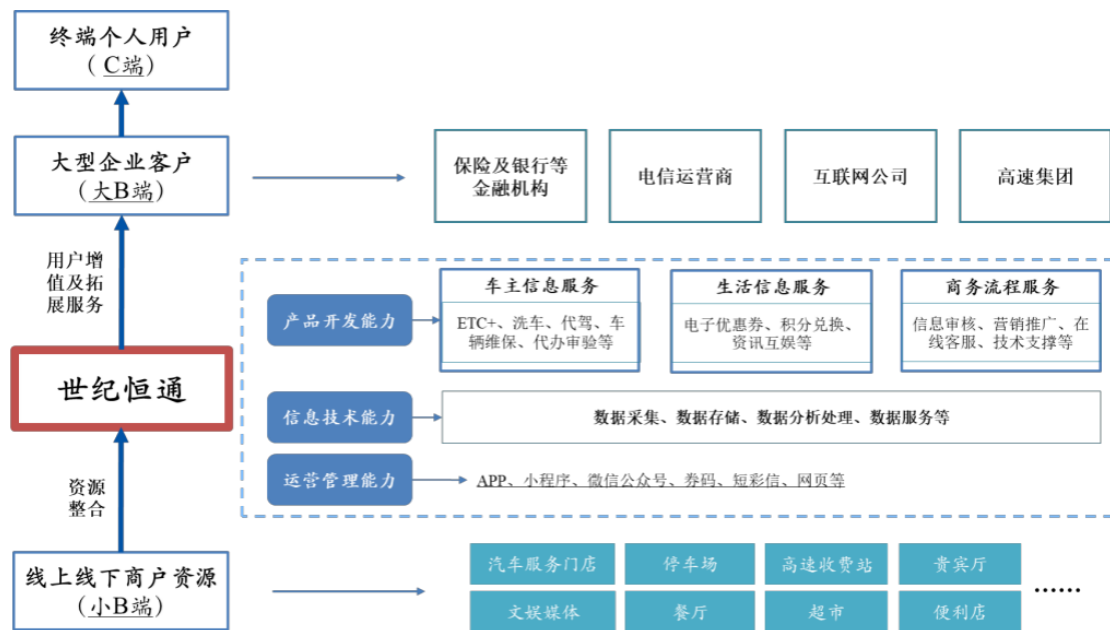 终端个人用户
（C端）
大型企业客户
（大B端）
保险及银行等
金融机构
电信运营商
互联网公司
高速集团
用户增
值及拓
展服务
产品开发能力
车主信息服务
ETC+、洗车、代驾、车
辆维保、代办审验等
生活信息服务
电子优惠券、积分兑换、
资讯互娱等
商务流程服务
信息审核、营销推广、在
线客服、技术支撑等
世纪恒通
信息技术能力
数据采集、数据存储、数据分析处理、数据服务等
运营管理能力
APP、小程序、微信公众号、券码、短彩信、网页等
资源
整合
线上线下商户资源
（小B端）
汽车服务门店
停车场
高速收费站
贵宾厅
文娱媒体
餐厅
超市
便利店
……